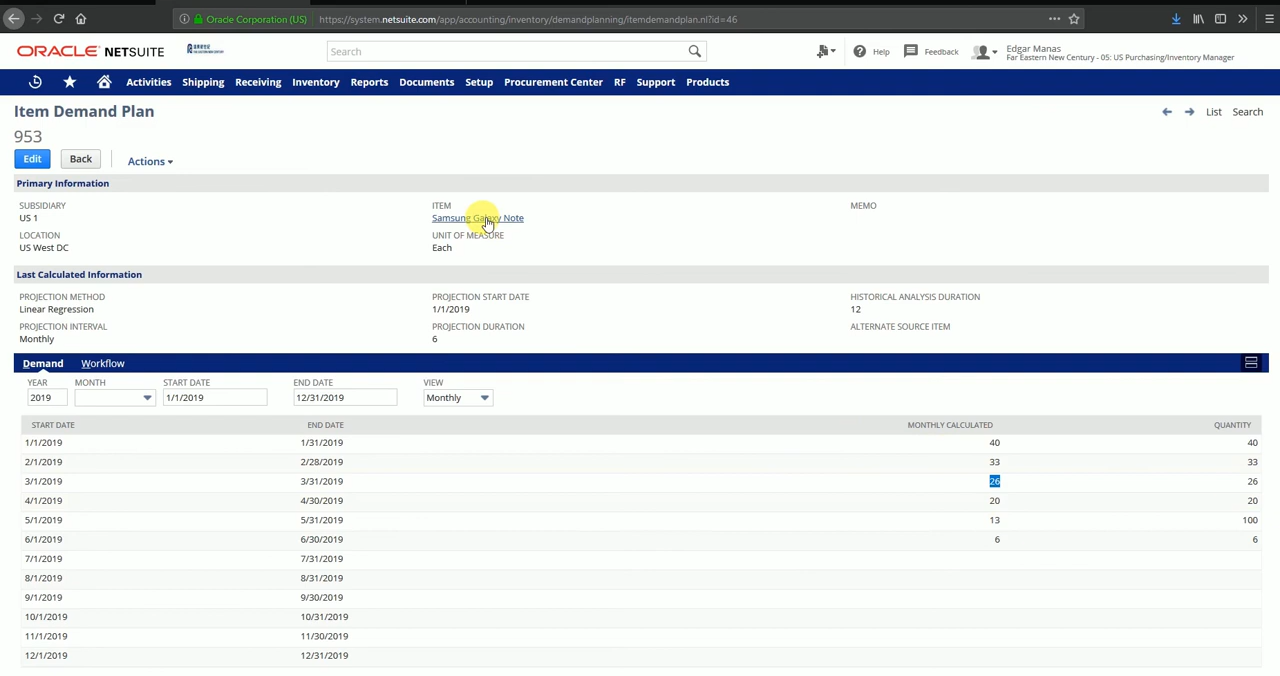 Oracle Corporation (US) https://system.netsuite.com/app/accounting/inventory/demandplanning/itemdemandplan.nl?id=46
ORACLE NETSUITE Search Help Feedback Edgar Manas
Far Eastern New Century - 05: US Purchasing/Inventory Manager
Activities Shipping Receiving Inventory Reports Documents Setup Procurement Center RF Support Products
Item Demand Plan List Search
953
Edit Back Actions
Primary Information
SUBSIDIARY ITEM MEMO
US 1 Samsung Galaxy Note
LOCATION UNIT OF MEASURE
US West DC Each
Last Calculated Information
PROJECTION METHOD PROJECTION START DATE HISTORICAL ANALYSIS DURATION
Linear Regression 1/1/2019 12
PROJECTION INTERVAL PROJECTION DURATION ALTERNATE SOURCE ITEM
Monthly 6
Demand Workflow
YEAR MONTH START DATE END DATE VIEW
2019 1/1/2019 12/31/2019 Monthly
START DATE END DATE MONTHLY CALCULATED QUANTITY
1/1/2019 1/31/2019 40 40
2/1/2019 2/28/2019 33 33
3/1/2019 3/31/2019 26 26
4/1/2019 4/30/2019 20 20
5/1/2019 5/31/2019 13 100
6/1/2019 6/30/2019 6 6
7/1/2019 7/31/2019
8/1/2019 8/31/2019
9/1/2019 9/30/2019
10/1/2019 10/31/2019
11/1/2019 11/30/2019
12/1/2019 12/31/2019